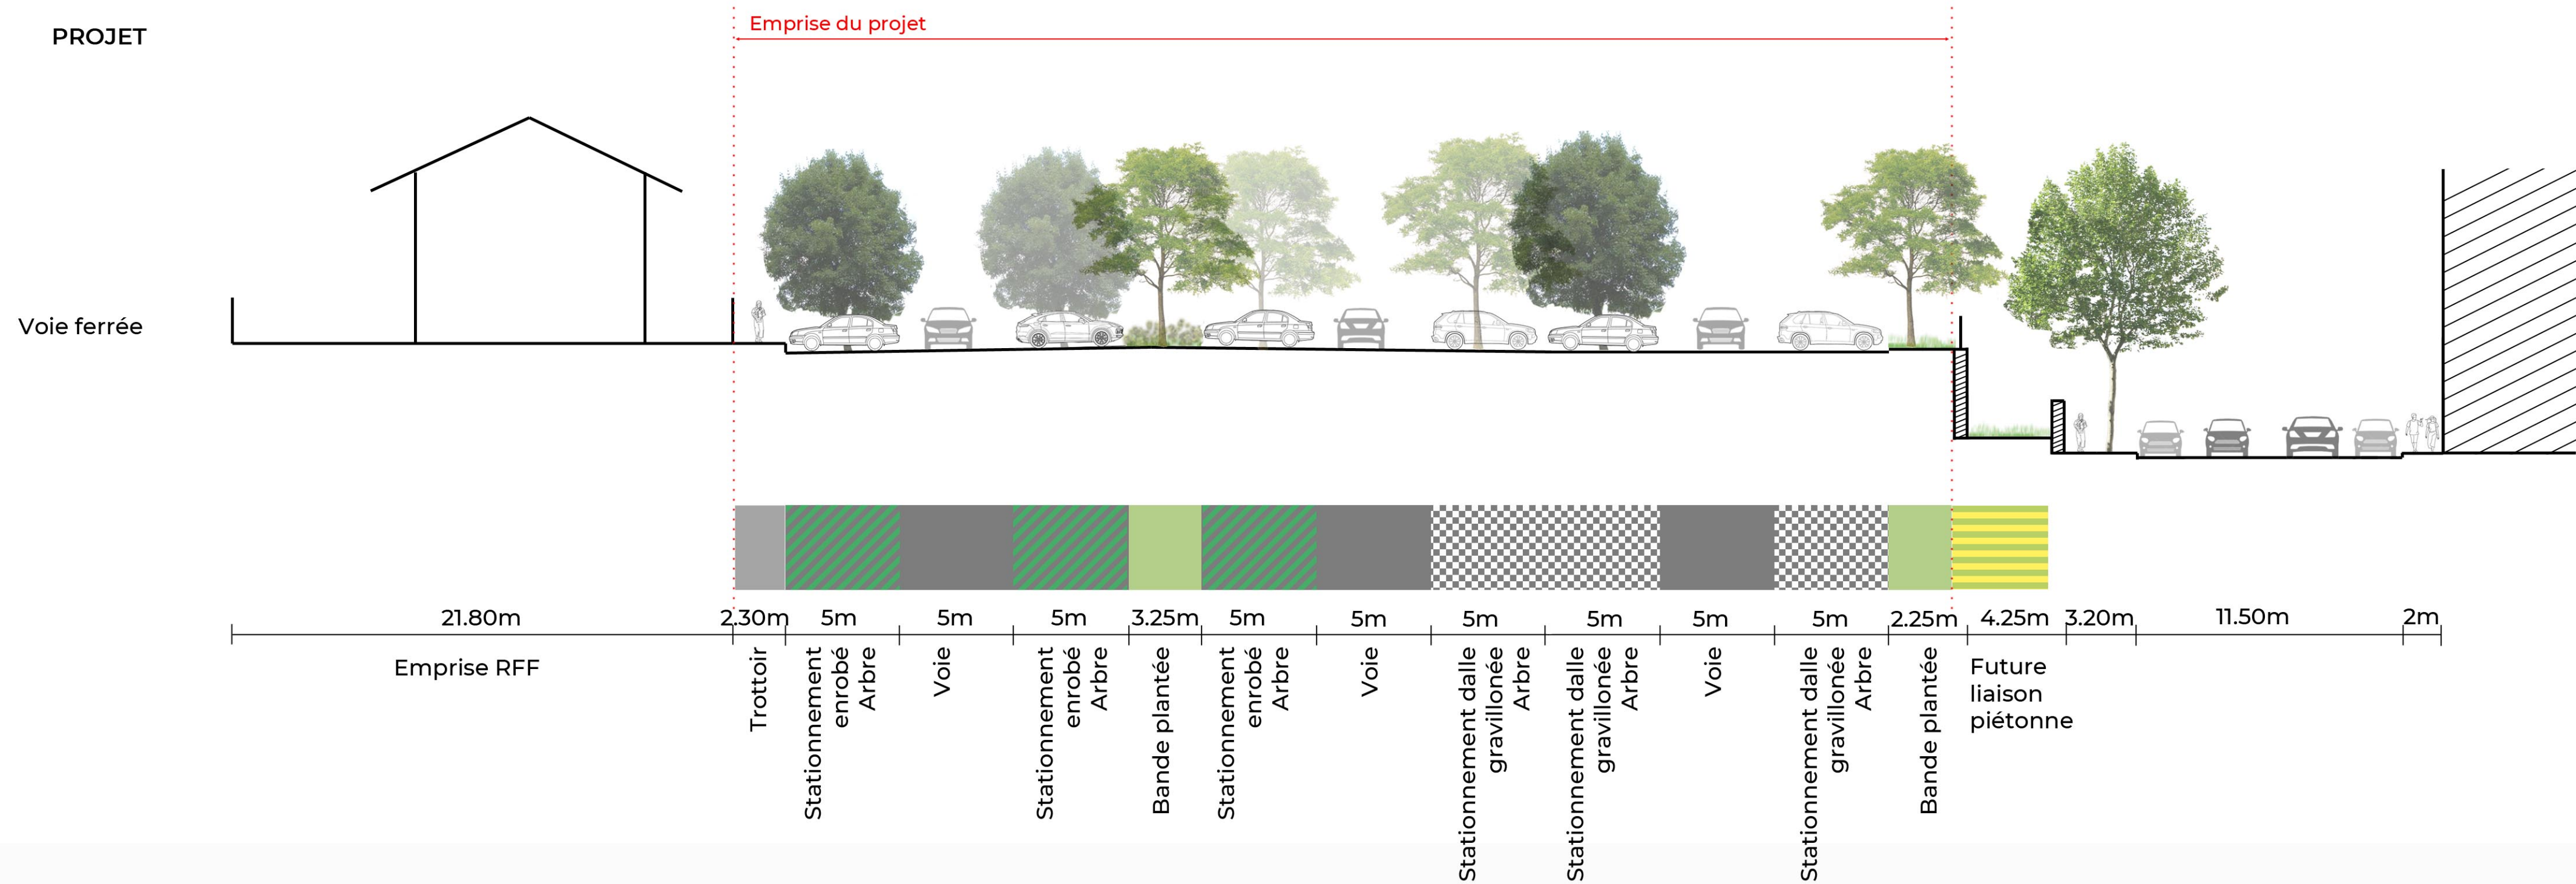 PROJET
Emprise du projet
Voie ferrée
21.80m
2.30m
5m
5m
5m
3.25m
5m
5m
5m
5m
5m
5m
2.25m
4.25m
3.20m
11.50m
2m
Emprise RFF
Trottoir
Stationnement
enrobé
Arbre
Voie
Stationnement
enrobé
Arbre
Bande plantée
Stationnement
enrobé
Arbre
Voie
Stationnement dalle
gravillonée
Arbre
Stationnement dalle
gravillonée
Arbre
Voie
Stationnement dalle
gravillonée
Arbre
Bande plantée
Future
liaison
piétonne